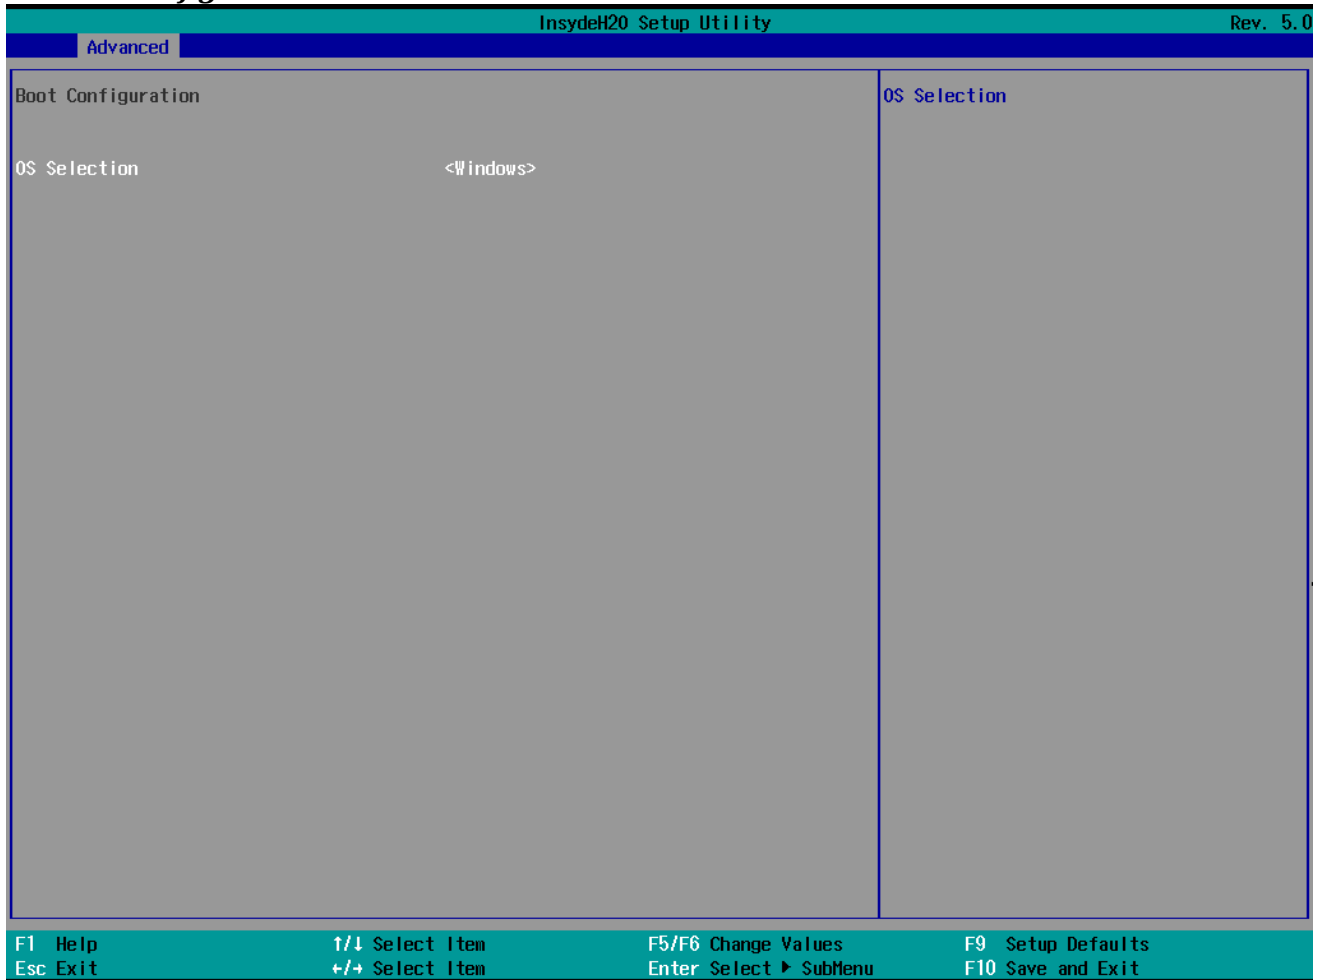 InsydeH20 Setup Utility Rev. 5.0
Advanced
Boot Configuration
OS Selection
OS Selection <Windows>
F1 Help ↑/↓ Select Item F5/F6 Change Values F9 Setup Defaults
Esc Exit ←/→ Select Item Enter Select ▶ SubMenu F10 Save and Exit